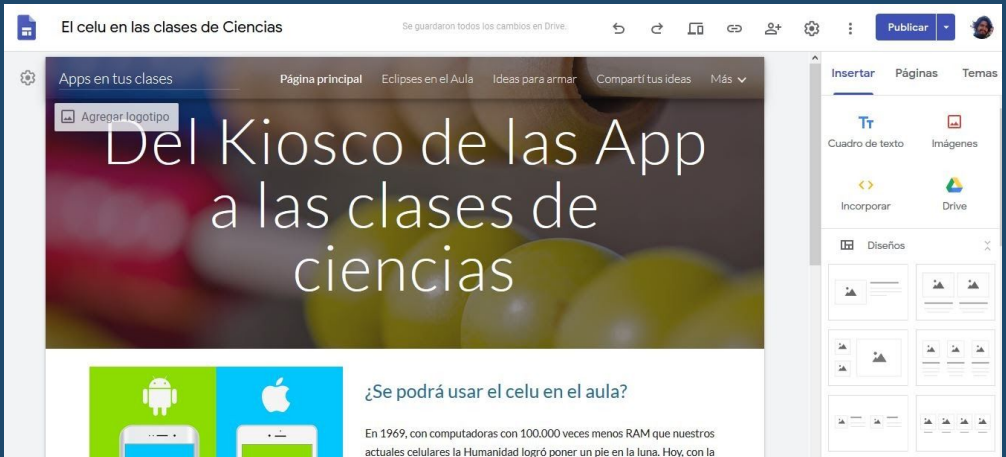 El celu en las clases de Ciencias
Se guardaron todos los cambios en Drive.
Publicar
Apps en tus clases
Página principal
Eclipses en el Aula
Ideas para armar
Compartí tus ideas
Más
Agregar logotipo
Del Kiosco de las App
a las clases de
ciencias
¿Se podrá usar el celu en el aula?
En 1969, con computadoras con 100.000 veces menos RAM que nuestros
actuales celulares la Humanidad logró poner un pie en la luna. Hoy, con la
Insertar
Páginas
Temas
Cuadro de texto
Imágenes
Incorporar
Drive
Diseños